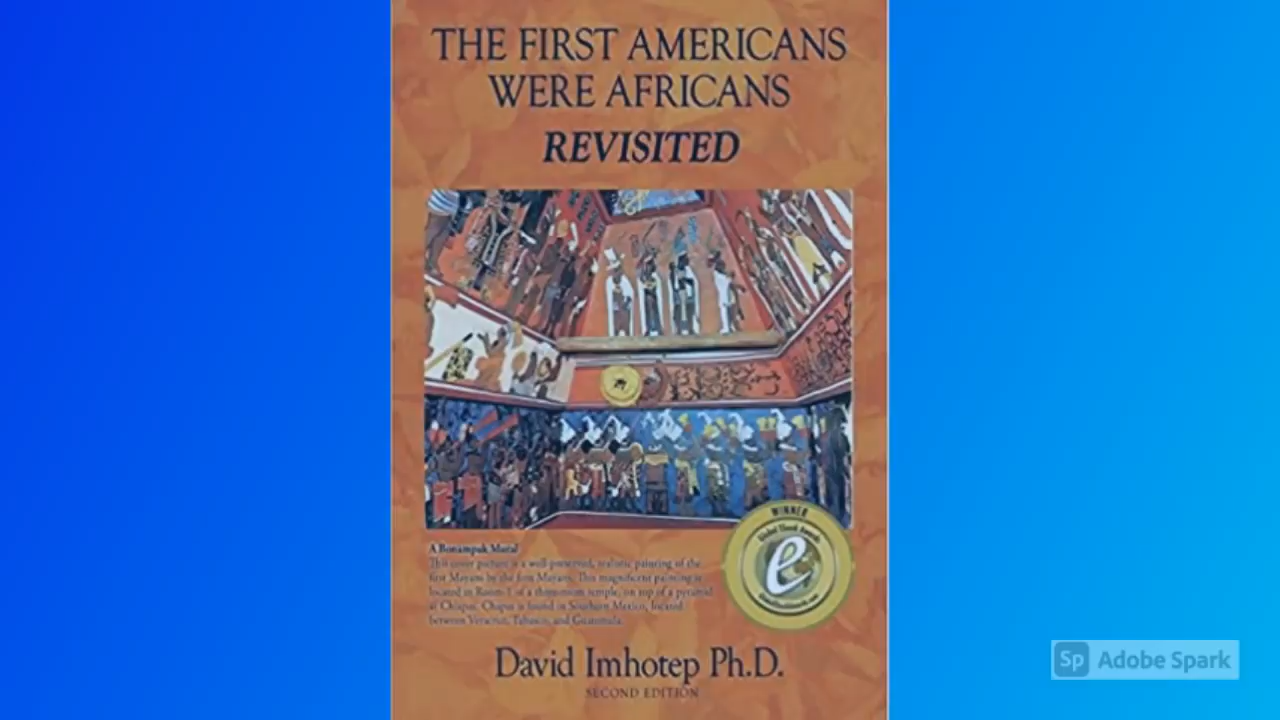 THE FIRST AMERICANS
WERE AFRICANS
REVISITED
WINNER
Global Ebook Awards
e
A Bonampak Mural
This cover picture is a well-preserved, realistic painting of the
first Mayans by the first Mayans. This magnificent painting is
located in Room 1 of a three-room temple, on top of a pyramid
at Chiapas. Chiapas is found in Southern Mexico, located
between Veracruz, Tabasco, and Guatemala.
David Imhotep Ph.D.
SECOND EDITION
Sp Adobe Spark